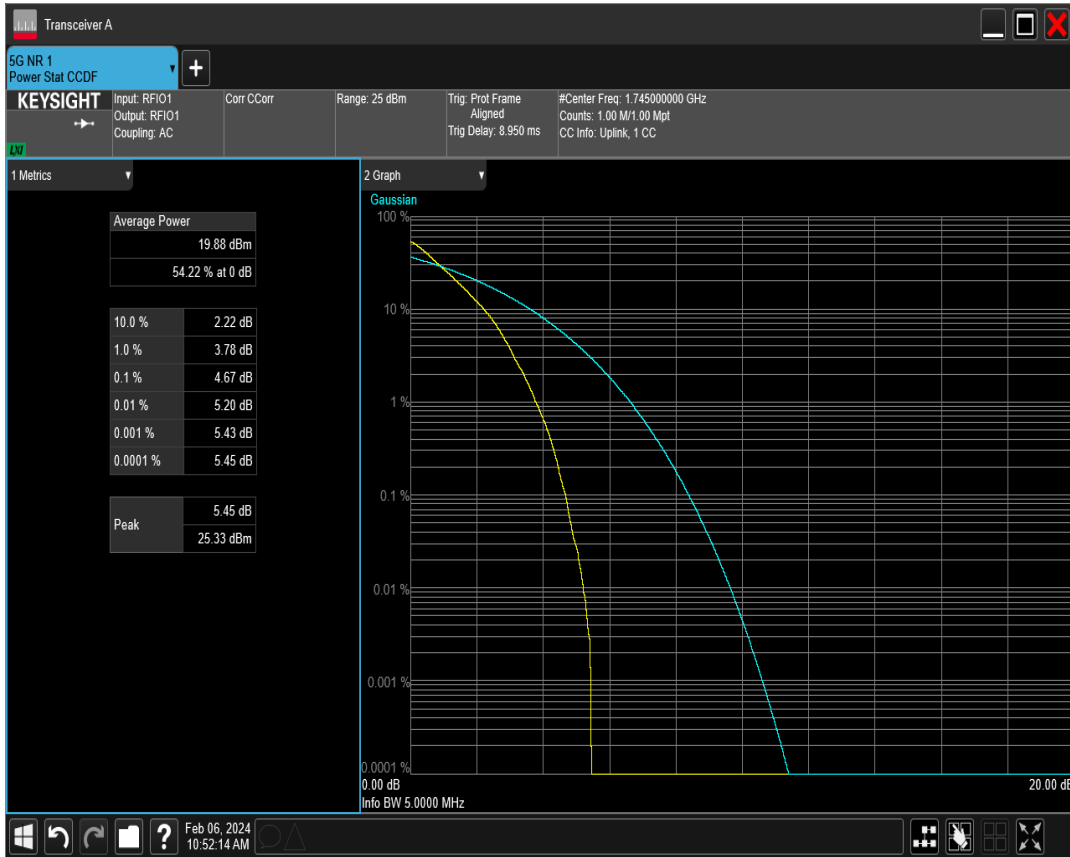 Transceiver A
5G NR 1
Power Stat CCDF
+
KEYSIGHT
LXI
Input: RFIO1
Output: RFIO1
Coupling: AC
Corr CCorr
Range: 25 dBm
Trig: Prot Frame
Aligned
Trig Delay: 8.950 ms
#Center Freq: 1.745000000 GHz
Counts: 1.00 M/1.00 Mpt
CC Info: Uplink, 1 CC
1 Metrics
Average Power
19.88 dBm
54.22 % at 0 dB
10.0 % 2.22 dB
1.0 % 3.78 dB
0.1 % 4.67 dB
0.01 % 5.20 dB
0.001 % 5.43 dB
0.0001 % 5.45 dB
Peak
5.45 dB
25.33 dBm
2 Graph
Gaussian
100 %
10 %
1 %
0.1 %
0.01 %
0.001 %
0.0001 %
0.00 dB
20.00 dB
Info BW 5.0000 MHz
?
Feb 06, 2024
10:52:14 AM